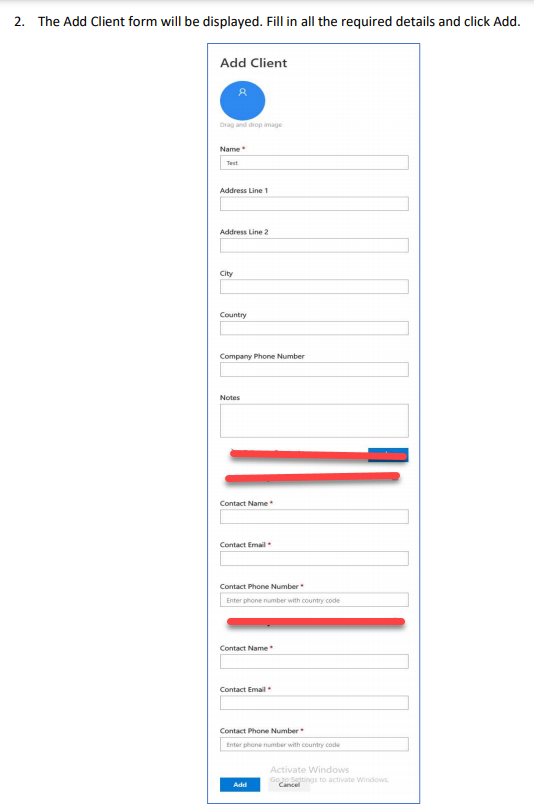 2. The Add Client form will be displayed. Fill in all the required details and click Add.
Add Client
Drag and drop image
Name *
Test
Address Line 1
Address Line 2
City
Country
Company Phone Number
Notes
Contact Name *
Contact Email *
Contact Phone Number *
Enter phone number with country code
Contact Name *
Contact Email *
Contact Phone Number *
Enter phone number with country code
Activate Windows
Go to Settings to activate Windows.
Add Cancel